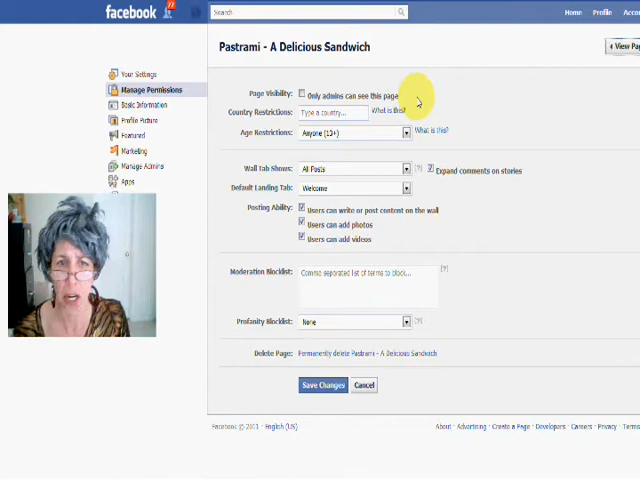 facebook 77 Search Home Profile
Pastrami - A Delicious Sandwich
Your Settings
Manage Permissions
Basic Information
Profile Picture
Featured
Marketing
Manage Admins
Apps
Page Visibility: Only admins can see this page
Country Restrictions: Type a country... What is this?
Age Restrictions: Anyone (13+) What is this?
Wall Tab Shows: All Posts [?] Expand comments on stories
Default Landing Tab: Welcome
Posting Ability: Users can write or post content on the wall
Users can add photos
Users can add videos
Moderation Blocklist: Comma separated list of terms to block... [?]
Profanity Blocklist: None [?]
Delete Page: Permanently delete Pastrami - A Delicious Sandwich
Save Changes Cancel
Facebook © 2011 · English (US) About · Advertising · Create a Page · Developers · Careers · Privacy · Terms